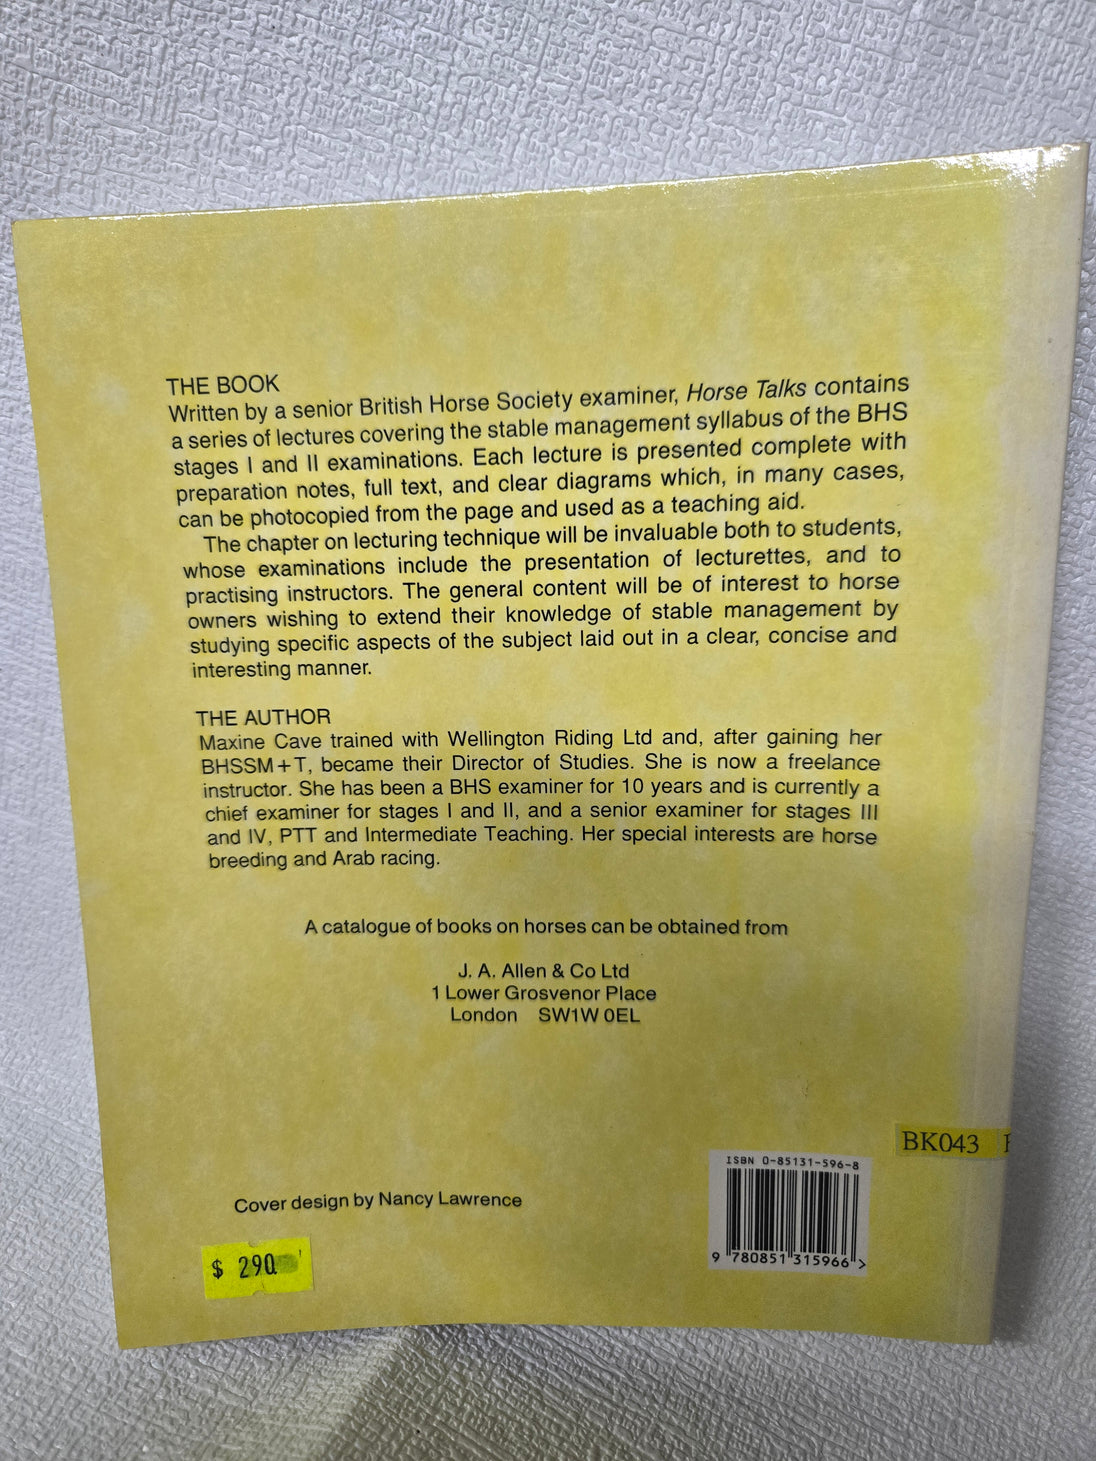 THE BOOK
Written by a senior British Horse Society examiner, Horse Talks contains
a series of lectures covering the stable management syllabus of the BHS
stages I and II examinations. Each lecture is presented complete with
preparation notes, full text, and clear diagrams which, in many cases,
can be photocopied from the page and used as a teaching aid.
The chapter on lecturing technique will be invaluable both to students,
whose examinations include the presentation of lecturettes, and to
practising instructors. The general content will be of interest to horse
owners wishing to extend their knowledge of stable management by
studying specific aspects of the subject laid out in a clear, concise and
interesting manner.
THE AUTHOR
Maxine Cave trained with Wellington Riding Ltd and, after gaining her
BHSSM+T, became their Director of Studies. She is now a freelance
instructor. She has been a BHS examiner for 10 years and is currently a
chief examiner for stages I and II, and a senior examiner for stages III
and IV, PTT and Intermediate Teaching. Her special interests are horse
breeding and Arab racing.
A catalogue of books on horses can be obtained from
J. A. Allen & Co Ltd
1 Lower Grosvenor Place
London SW1W 0EL
BK043
ISBN 0-85131-596-8
Cover design by Nancy Lawrence
9 780851 315966 >
$ 290